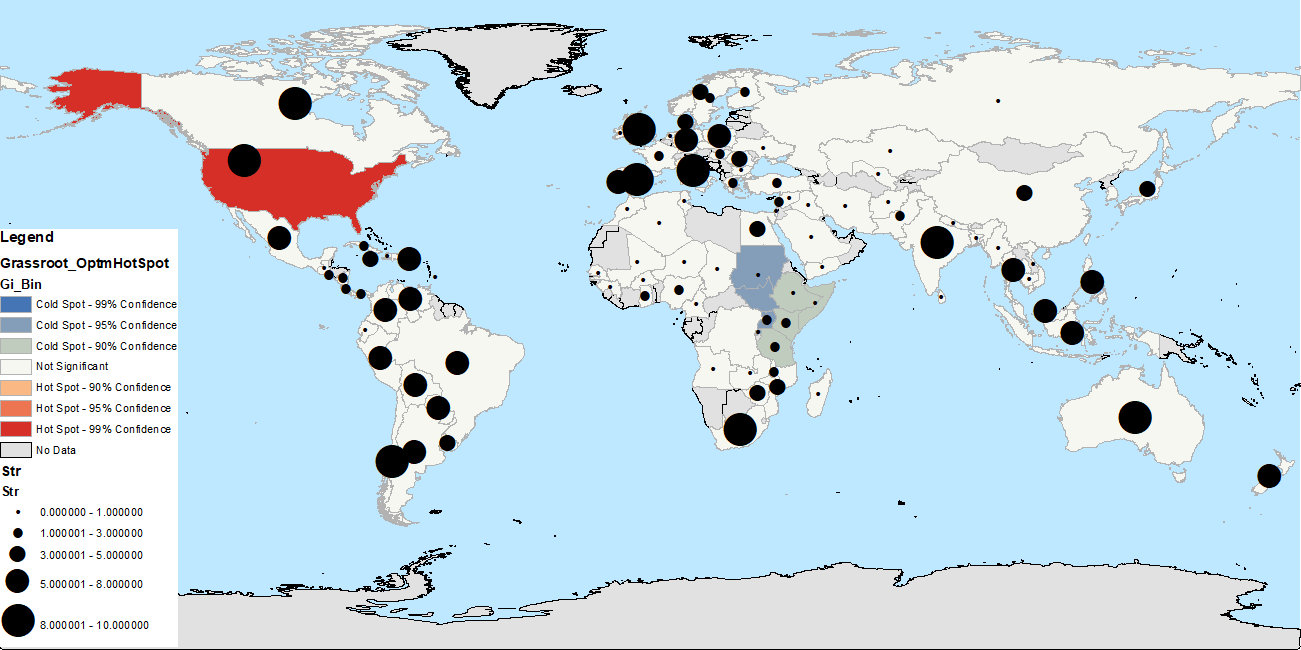 Legend
Grassroot_OptmHotSpot
Gi_Bin
Cold Spot - 99% Confidence
Cold Spot - 95% Confidence
Cold Spot - 90% Confidence
Not Significant
Hot Spot - 90% Confidence
Hot Spot - 95% Confidence
Hot Spot - 99% Confidence
No Data
Str
Str
0.000000 - 1.000000
1.000001 - 3.000000
3.000001 - 5.000000
5.000001 - 8.000000
8.000001 - 10.000000